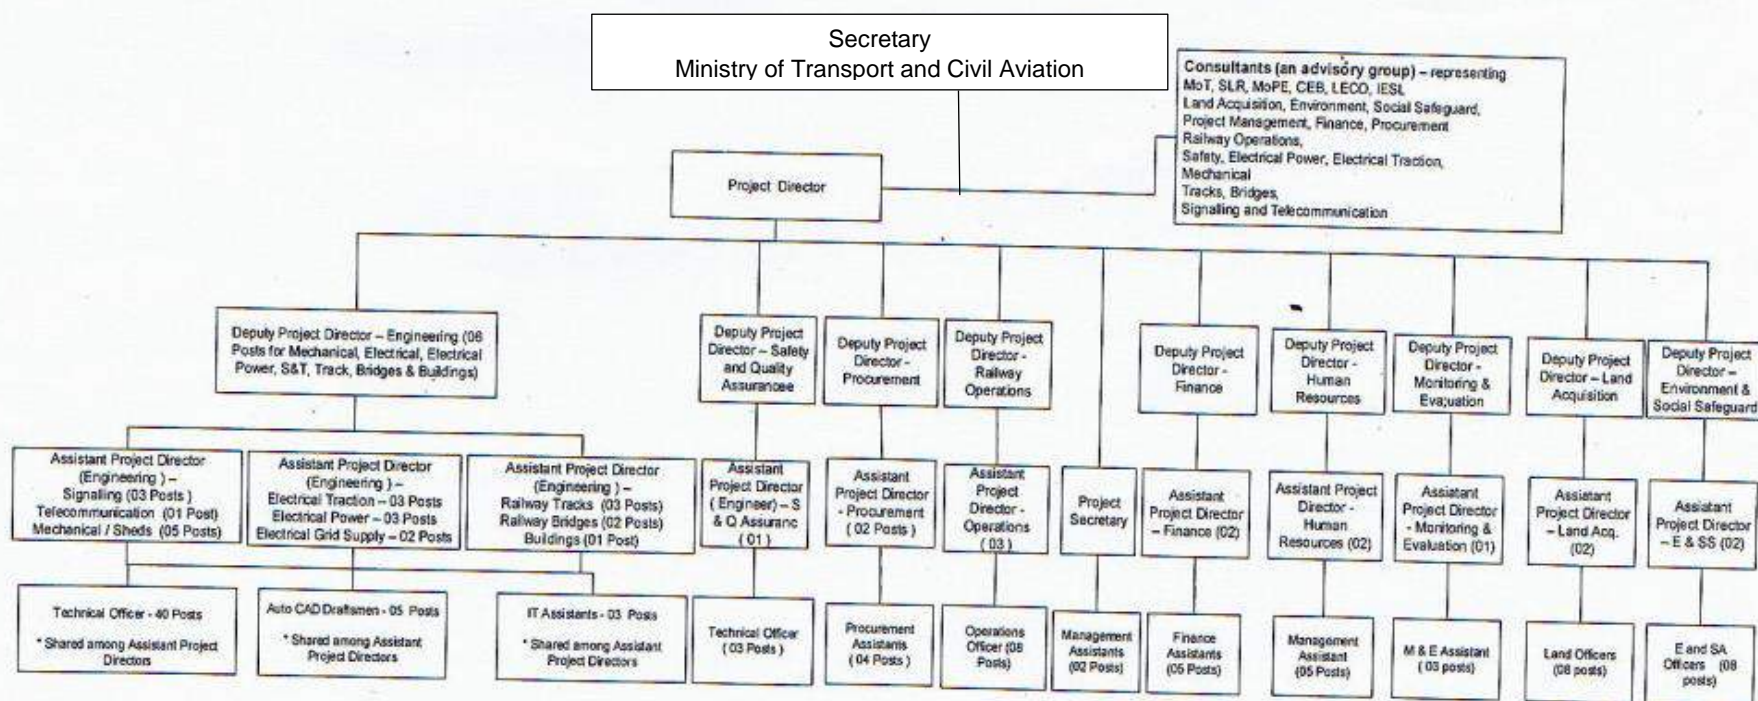 Secretary
Ministry of Transport and Civil Aviation
Consultants (an advisory group) – representing
MoT, SLR, MoPE, CEB, LECO, IESL
Land Acquisition, Environment, Social Safeguard,
Project Management, Finance, Procurement
Railway Operations,
Safety, Electrical Power, Electrical Traction,
Mechanical
Tracks, Bridges,
Signalling and Telecommunication
Project Director
Deputy Project Director – Engineering (06
Posts for Mechanical, Electrical, Electrical
Power, S&T, Track, Bridges & Buildings)
Deputy Project
Director – Safety
and Quality
Assurancee
Deputy Project
Director -
Procurement
Deputy Project
Director -
Railway
Operations
Deputy Project
Director -
Finance
Deputy Project
Director -
Human
Resources
Deputy Project
Director -
Monitoring &
Evaluation
Deputy Project
Director – Land
Acquisition
Deputy Project
Director –
Environment &
Social Safeguard
Assistant Project Director
(Engineering ) –
Signalling (03 Posts )
Telecommunication (01 Post)
Mechanical / Sheds (05 Posts)
Assistant Project Director
(Engineering ) –
Electrical Traction – 03 Posts
Electrical Power – 03 Posts
Electrical Grid Supply – 02 Posts
Assistant Project Director
(Engineering ) –
Railway Tracks (03 Posts)
Railway Bridges (02 Posts)
Buildings (01 Post)
Assistant
Project Director
( Engineer) – S
& Q Assuranc
( 01 )
Assistant
Project Director
- Procurement
( 02 Posts )
Assistant
Project
Director -
Operations
( 03 )
Project
Secretary
Assistant
Project Director
– Finance (02)
Assistant Project
Director -
Human
Resources (02)
Assistant
Project Director
- Monitoring &
Evaluation (01)
Assistant
Project Director
– Land Acq.
(02)
Assistant
Project Director
– E & SS (02)
Technical Officer - 40 Posts
* Shared among Assistant Project
Directors
Auto CAD Draftsmen - 05 Posts
* Shared among Assistant
Project Directors
IT Assistants - 03 Posts
* Shared among Assistant
Project Directors
Technical Officer
( 03 Posts )
Procurement
Assistants
( 04 Posts )
Operations
Officer (08
Posts)
Management
Assistants
(02 Posts)
Finance
Assistants
(05 Posts)
Management
Assistant
(05 Posts)
M & E Assistant
( 03 posts)
Land Officers
(08 posts)
E and SA
Officers (08
posts)